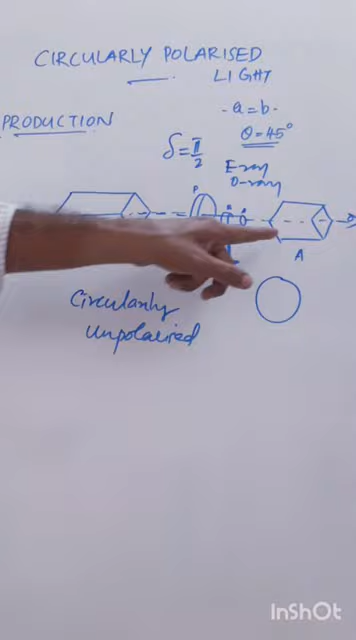 CIRCULARLY POLARISED
LIGHT
- a = b -
PRODUCTION
θ = 45°
δ = π/2
E-ray
O-ray
P
A
Circularly
unpolarised
InShOt